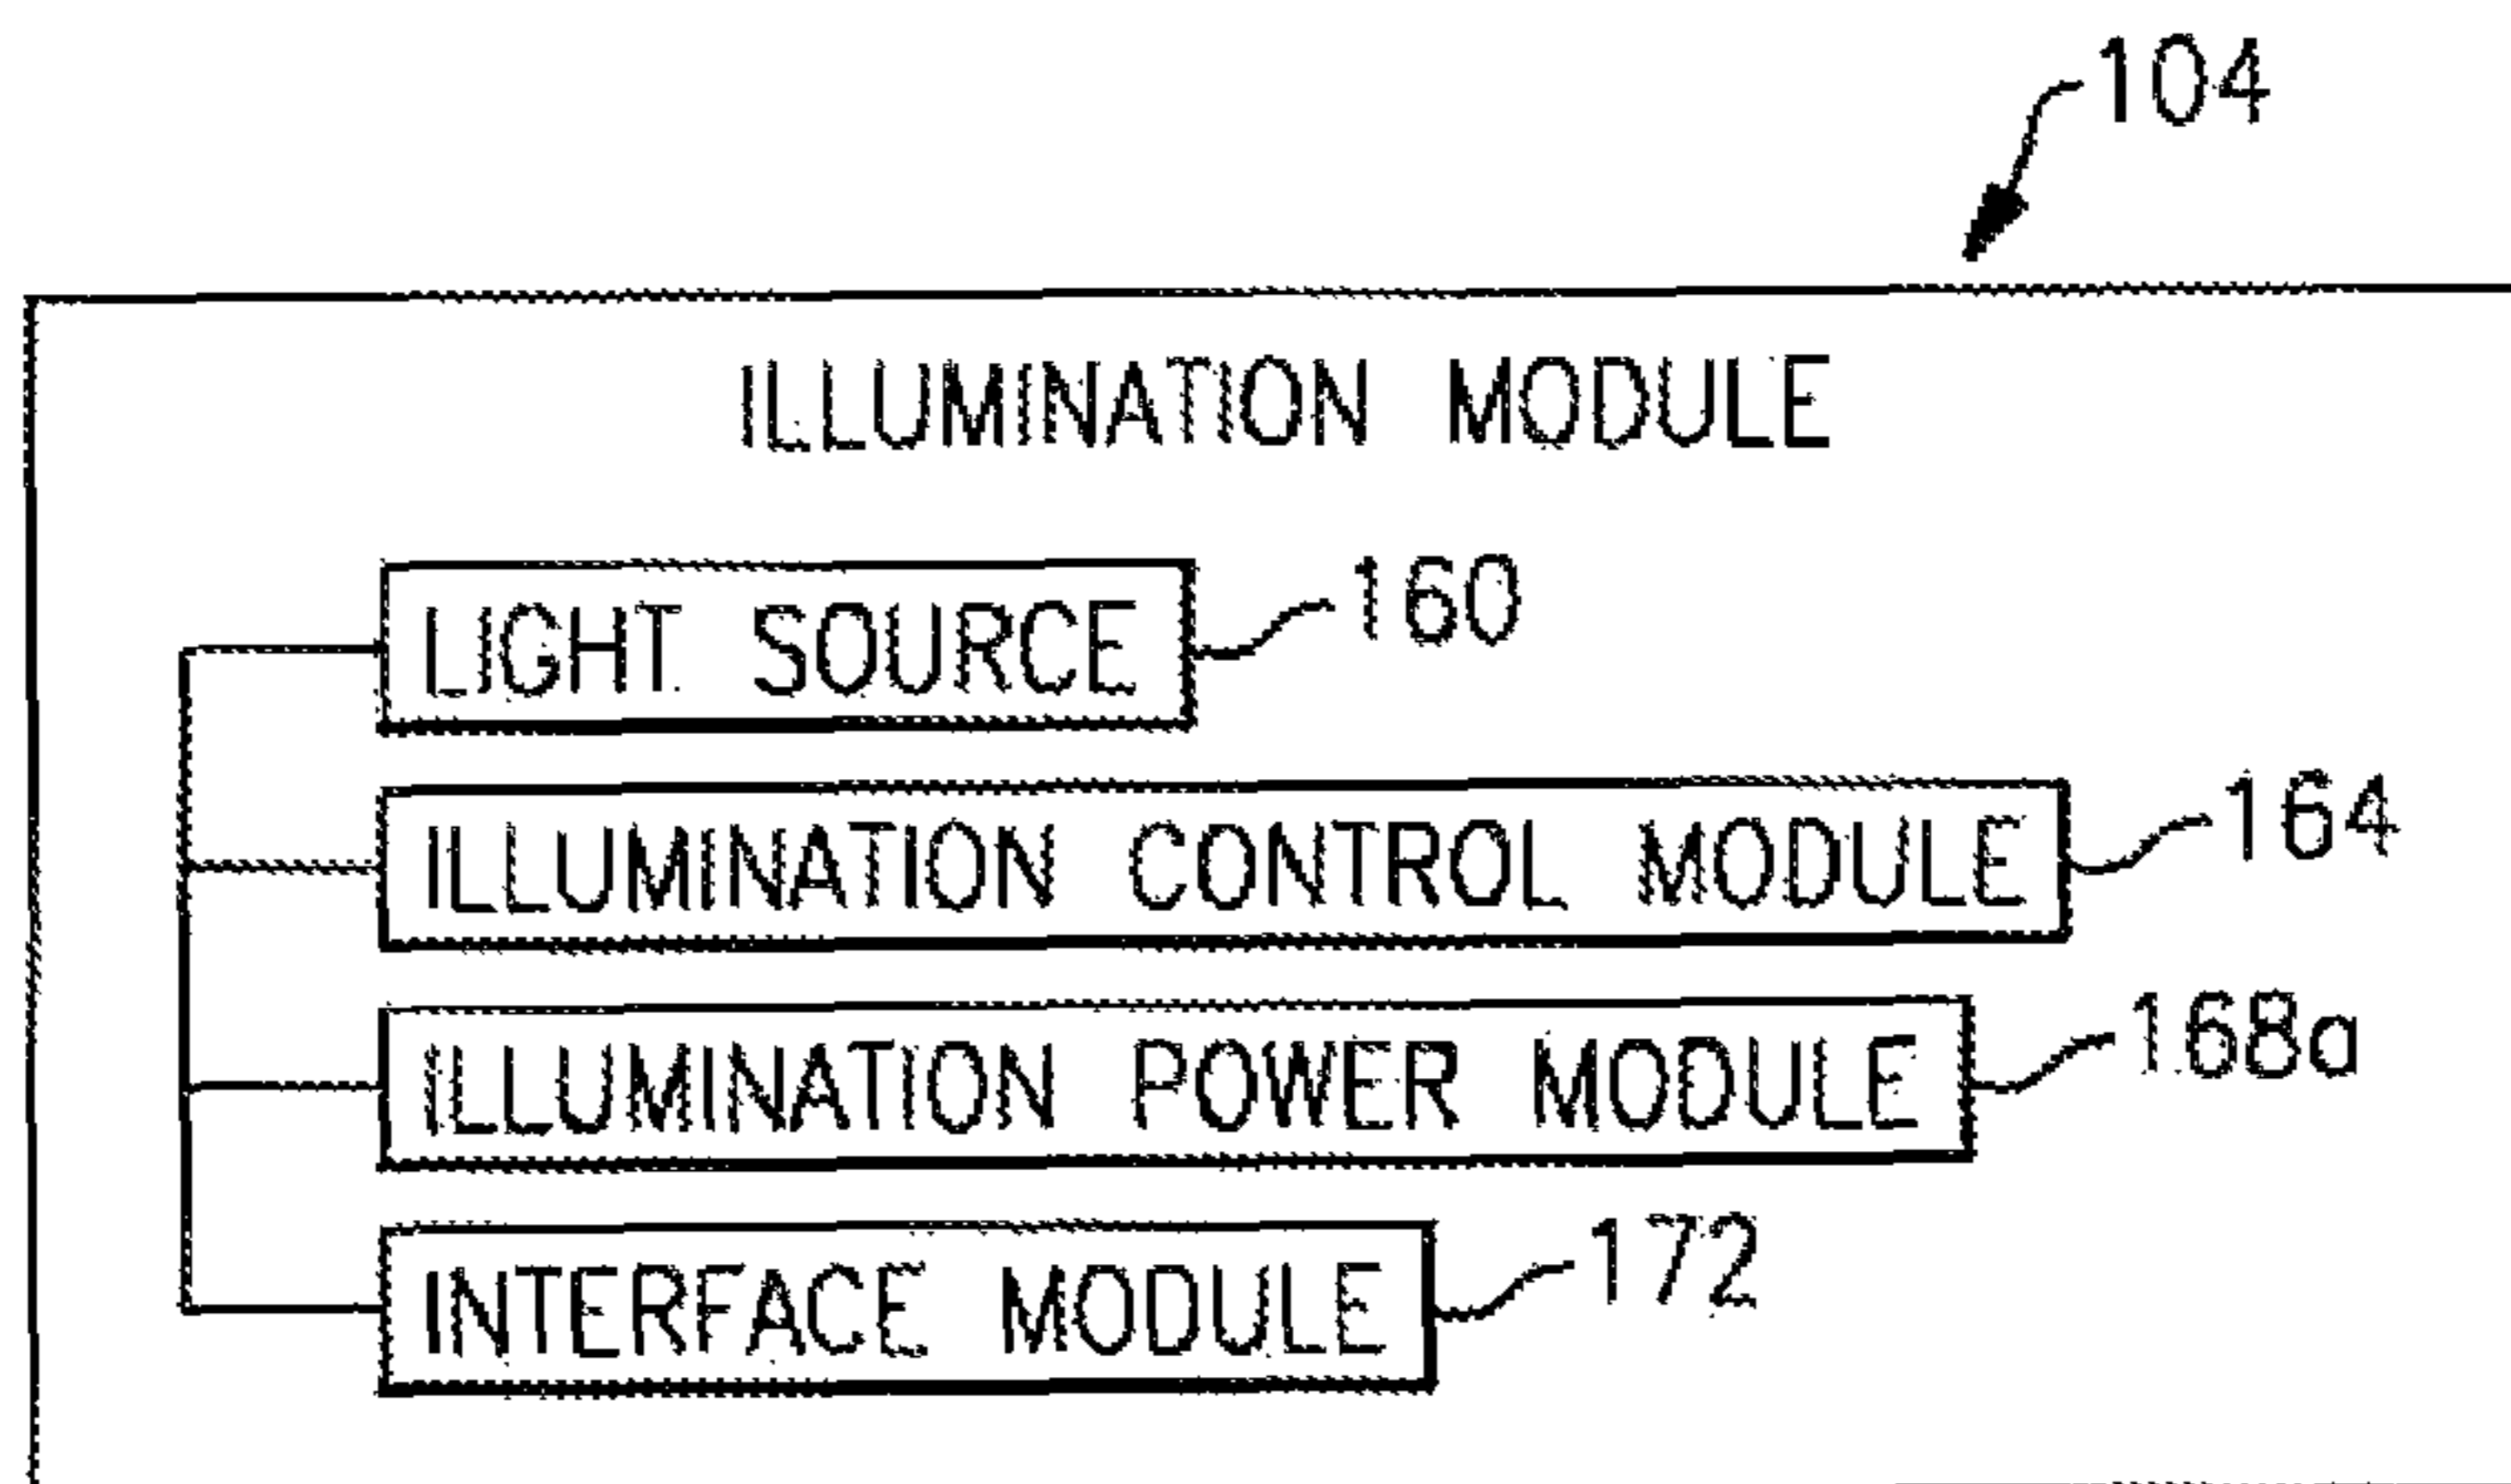 104
ILLUMINATION MODULE
LIGHT SOURCE 160
ILLUMINATION CONTROL MODULE 164
ILLUMINATION POWER MODULE 168a
INTERFACE MODULE 172